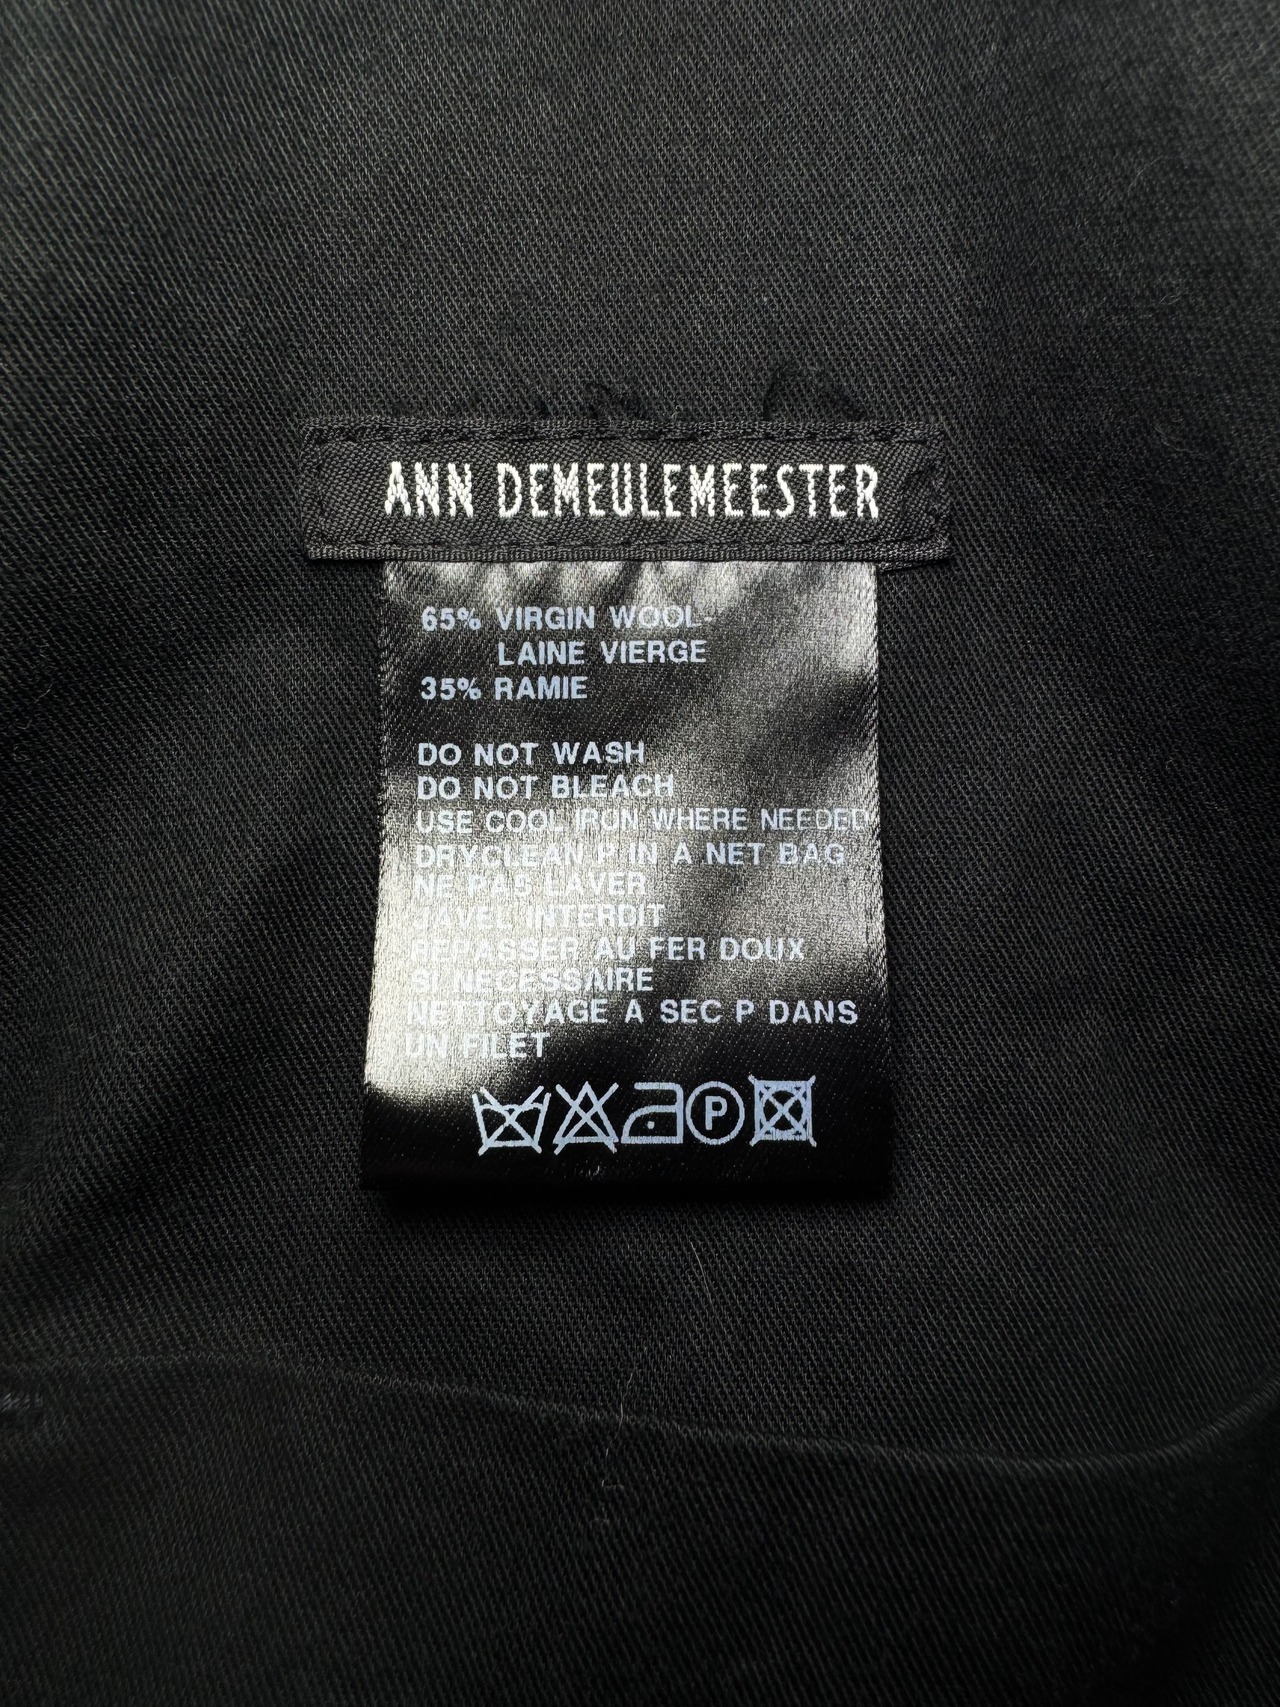 ANN DEMEULEMEESTER
65% VIRGIN WOOL-
LAINE VIERGE
35% RAMIE
DO NOT WASH
DO NOT BLEACH
USE COOL IRON WHERE NEEDED
DRYCLEAN P IN A NET BAG
NE PAS LAVER
JAVEL INTERDIT
REPASSER AU FER DOUX
SI NECESSAIRE
NETTOYAGE A SEC P DANS
UN FILET
P